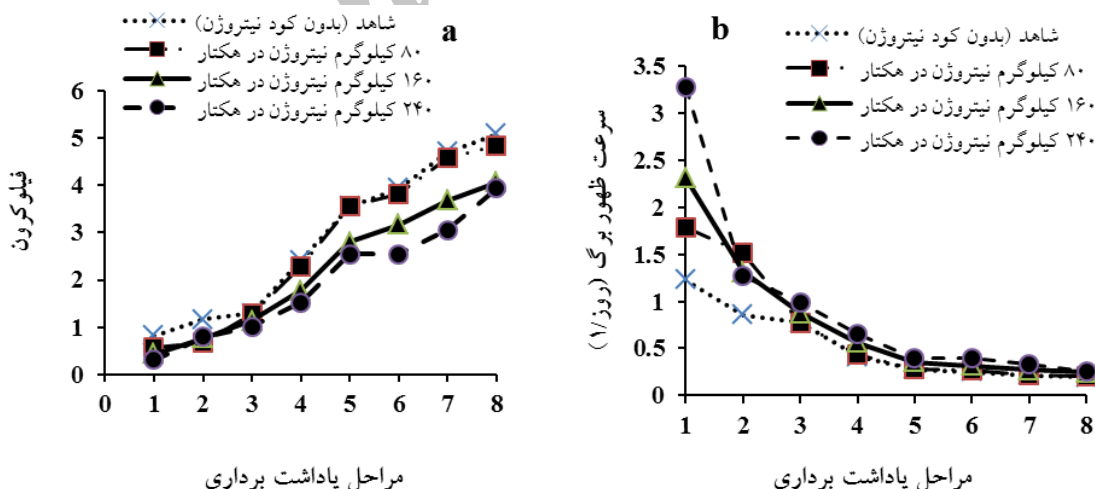 a
شاهد (بدون کود نیتروژن)
۸۰ کیلوگرم نیتروژن در هکتار
۱۶۰ کیلوگرم نیتروژن در هکتار
۲۴۰ کیلوگرم نیتروژن در هکتار
فیلوکرون
6
5
4
3
2
1
0
0 1 2 3 4 5 6 7 8
مراحل یاداشت برداری
b
شاهد (بدون کود نیتروژن)
۸۰ کیلوگرم نیتروژن در هکتار
۱۶۰ کیلوگرم نیتروژن در هکتار
۲۴۰ کیلوگرم نیتروژن در هکتار
سرعت ظهور برگ (روز/۱)
3.5
3
2.5
2
1.5
1
0.5
0
1 2 3 4 5 6 7 8
مراحل یاداشت برداری